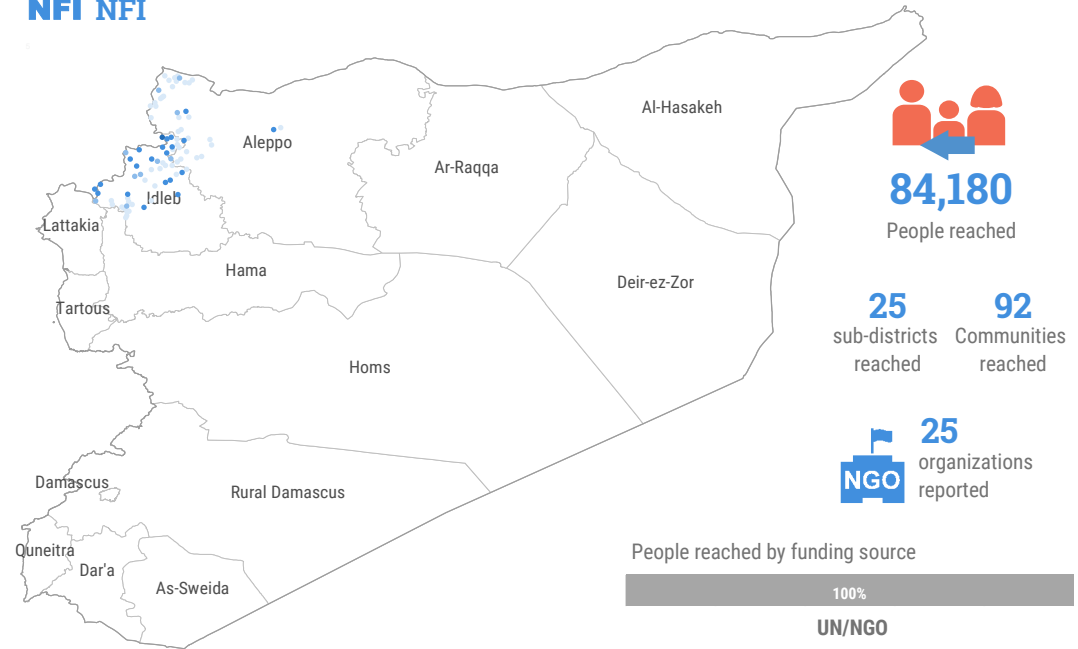 NFI NFI
Al-Hasakeh
Aleppo
Ar-Raqqa
Idleb
Lattakia
Hama
Deir-ez-Zor
Tartous
Homs
Damascus
Rural Damascus
Quneitra
Dar'a
As-Sweida
84,180
People reached
25
sub-districts
reached
92
Communities
reached
NGO
25
organizations
reported
People reached by funding source
100%
UN/NGO